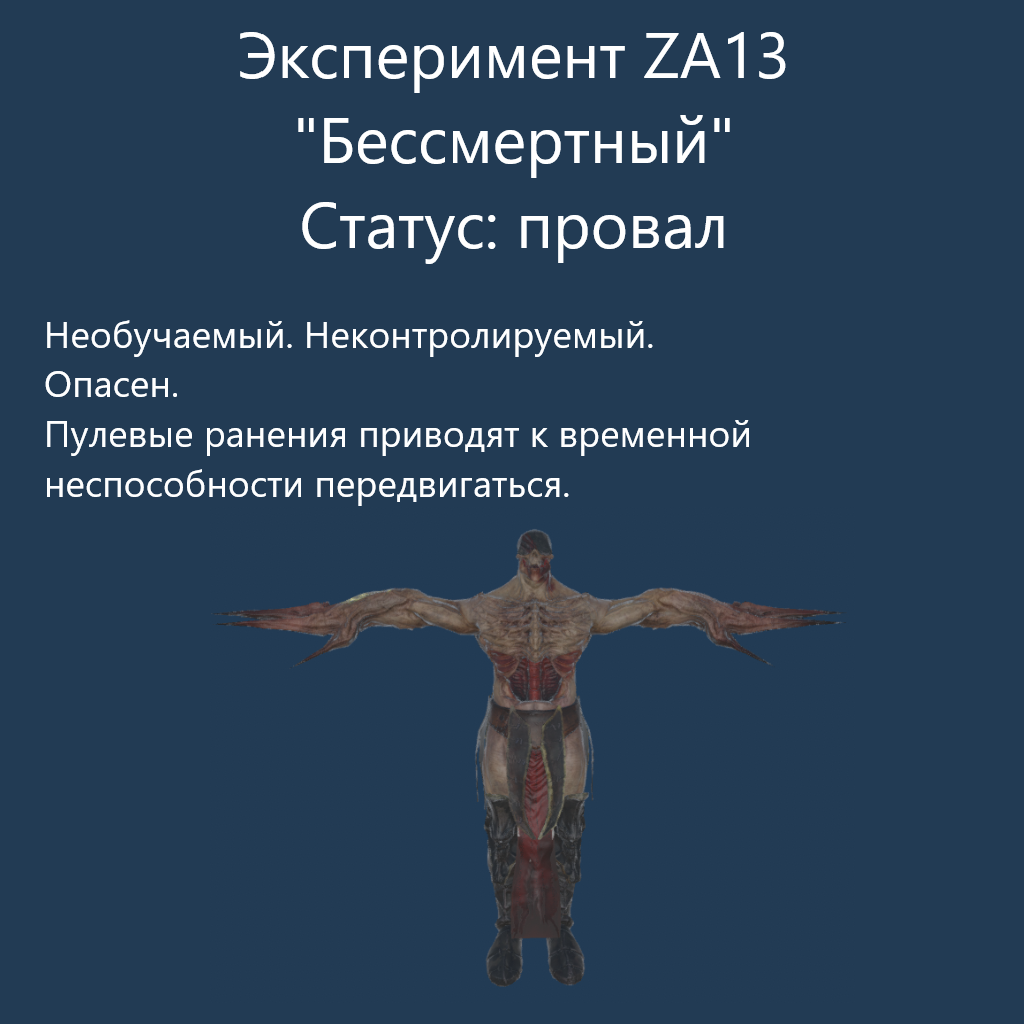 Эксперимент ZA13
"Бессмертный"
Статус: провал
Необучаемый. Неконтролируемый.
Опасен.
Пулевые ранения приводят к временной
неспособности передвигаться.